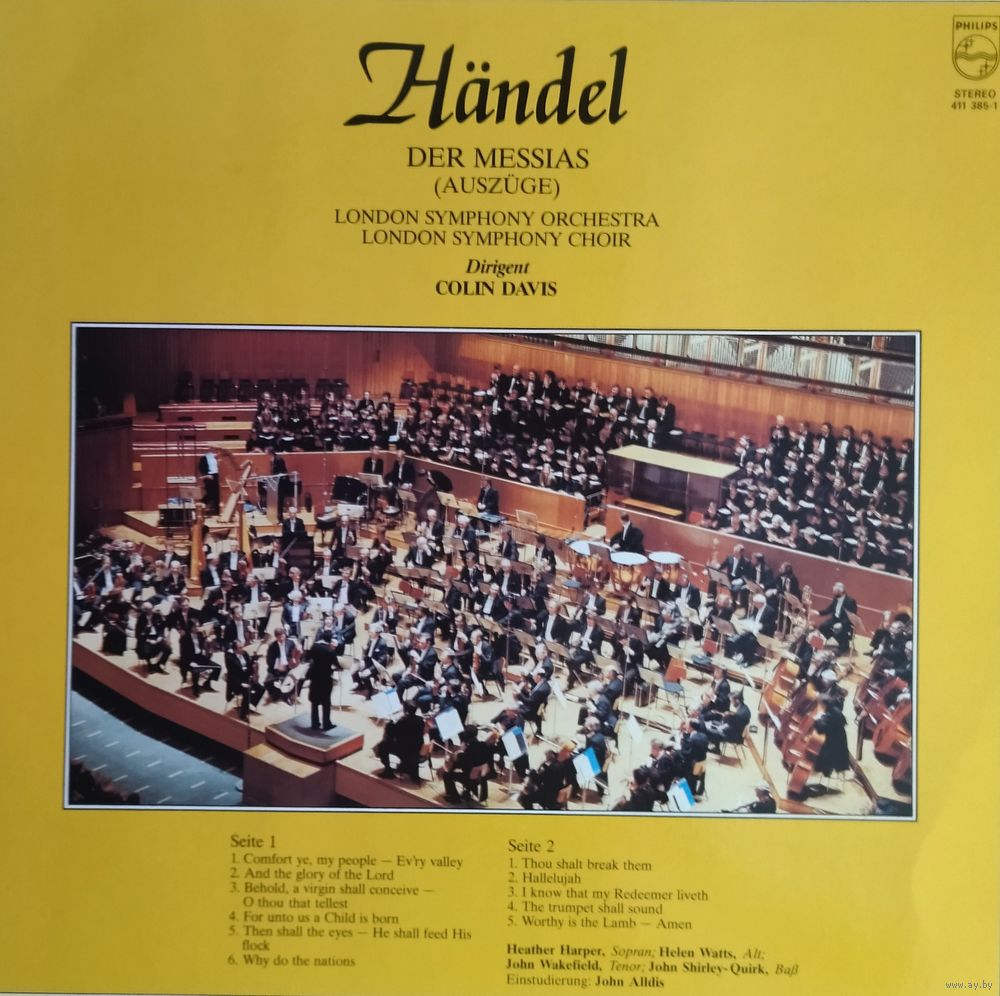 PHILIPS
STEREO
411 385-1
Händel
DER MESSIAS
(AUSZÜGE)
LONDON SYMPHONY ORCHESTRA
LONDON SYMPHONY CHOIR
Dirigent
COLIN DAVIS
Seite 1
1. Comfort ye, my people — Ev'ry valley
2. And the glory of the Lord
3. Behold, a virgin shall conceive —
O thou that tellest
4. For unto us a Child is born
5. Then shall the eyes — He shall feed His
flock
6. Why do the nations
Seite 2
1. Thou shalt break them
2. Hallelujah
3. I know that my Redeemer liveth
4. The trumpet shall sound
5. Worthy is the Lamb — Amen
Heather Harper, Sopran; Helen Watts, Alt;
John Wakefield, Tenor; John Shirley-Quirk, Baß
Einstudierung: John Alldis
www.ay.by